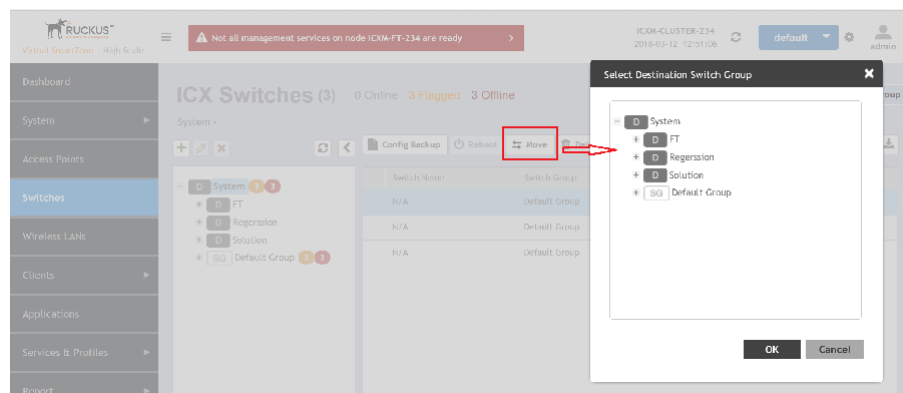 RUCKUS
Virtual SmartZone - High Scale
Not all management services on node ICXM-FT-234 are ready >
ICXM-CLUSTER-234
2018-03-12 12:51:06
default
admin
Dashboard
System
Access Points
Switches
Wireless LANs
Clients
Applications
Services & Profiles
Report
ICX Switches (3) 0 Online 3 Flagged 3 Offline
System
Config Backup Reboot Move
Switch Name Switch Group
N/A Default Group
N/A Default Group
N/A Default Group
D System 3 3
D FT
D Regerssion
D Solution
SG Default Group 3 3
roup
Select Destination Switch Group
D System
D FT
D Regerssion
D Solution
SG Default Group
OK Cancel